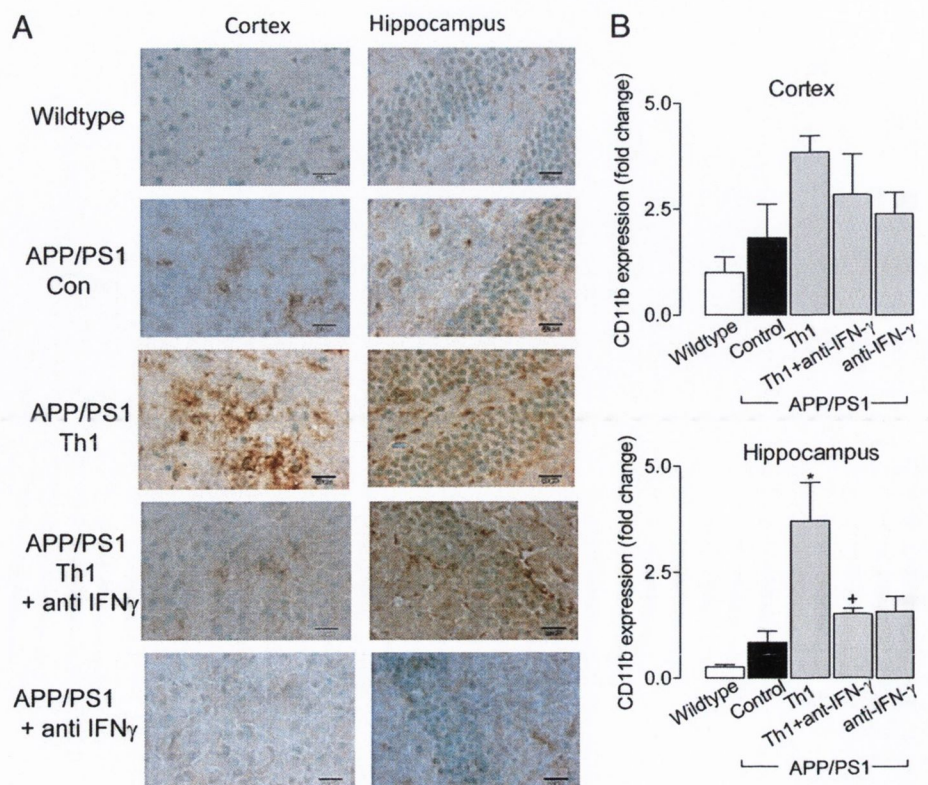 A
Cortex Hippocampus
Wildtype
APP/PS1
Con
APP/PS1
Th1
APP/PS1
Th1
+ anti IFNγ
APP/PS1
+ anti IFNγ
B
Cortex
CD11b expression (fold change)
5.0
2.5
0.0
Wildtype
Control
Th1
Th1+anti-IFN-γ
anti-IFN-γ
APP/PS1
Hippocampus
CD11b expression (fold change)
5.0
2.5
0.0
*
+
Wildtype
Control
Th1
Th1+ant-IFN-γ
anti-IFN-γ
APP/PS1